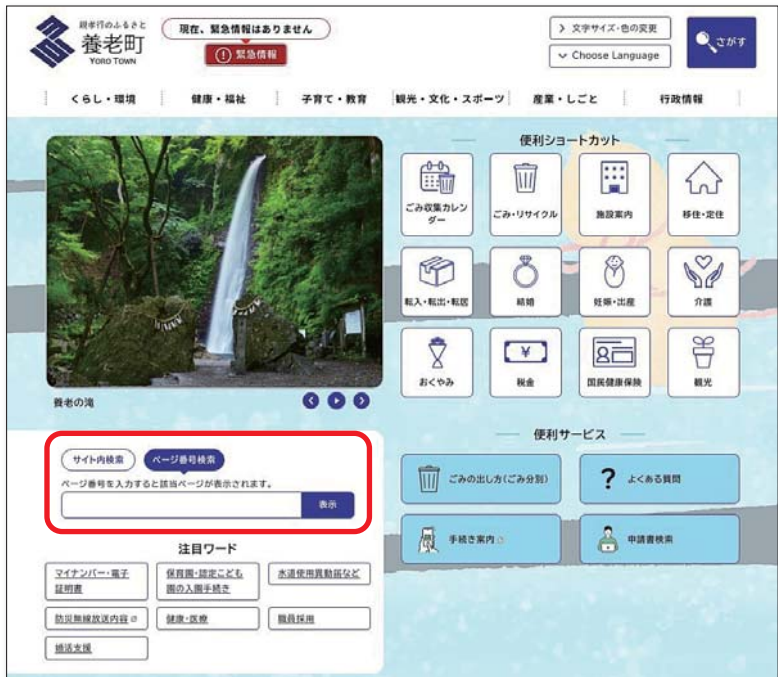 親孝行のふるさと
養老町
YORO TOWN
現在、緊急情報はありません
緊急情報
文字サイズ・色の変更
Choose Language
さがす
くらし・環境
健康・福祉
子育て・教育
観光・文化・スポーツ
産業・しごと
行政情報
養老の滝
便利ショートカット
ごみ収集カレン
ダー
ごみ・リサイクル
施設案内
移住・定住
転入・転出・転居
結婚
妊娠・出産
介護
おくやみ
税金
国民健康保険
観光
サイト内検索
ページ番号検索
ページ番号を入力すると該当ページが表示されます。
表示
注目ワード
マイナンバー・電子
証明書
保育園・認定こども
園の入園手続き
水道使用異動届など
防災無線放送内容
健康・医療
職員採用
婚活支援
便利サービス
ごみの出し方(ごみ分別)
よくある質問
手続き案内
申請書検索